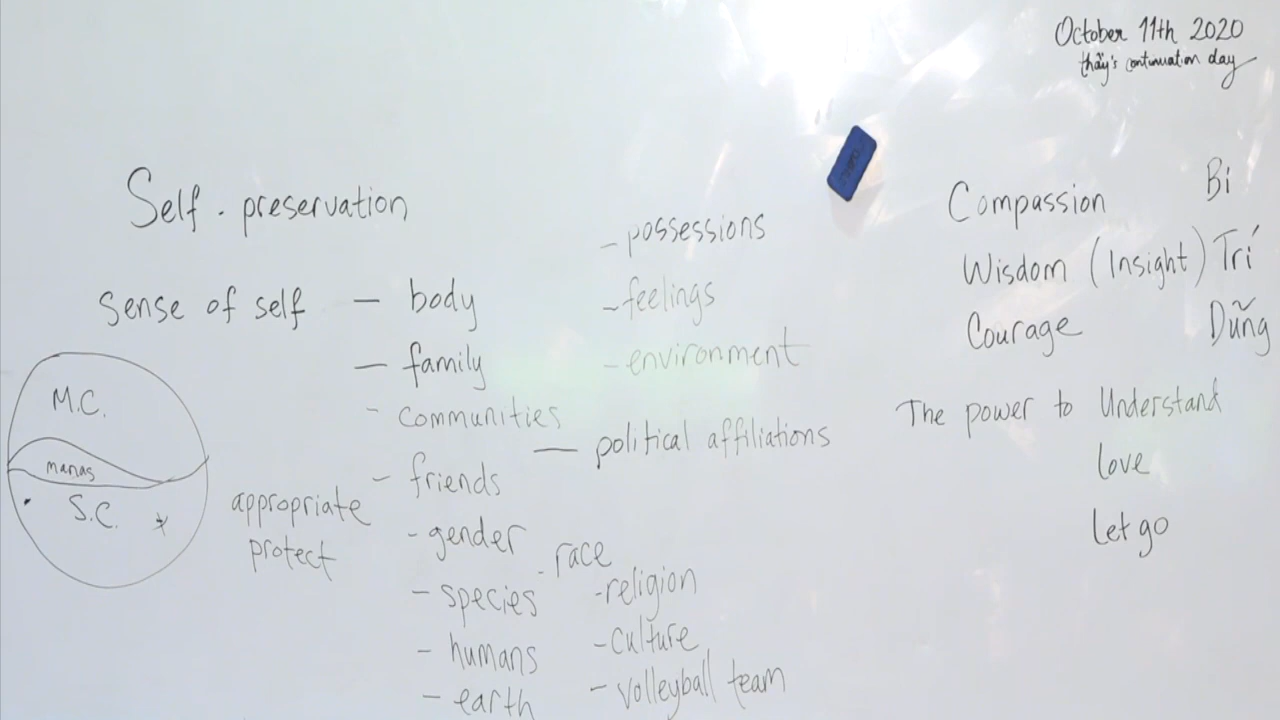 October 11th 2020
thầy's continuation day
Self - preservation
Sense of self
– body
– family
– communities
– friends
– gender
– species
– humans
– earth
– possessions
– feelings
– environment
– political affiliations
- race
- religion
- culture
- volleyball team
M.C.
manas
S.C.
appropriate
protect
Compassion Bi
Wisdom (Insight) Trí
Courage Dũng
The power to Understand
love
Let go